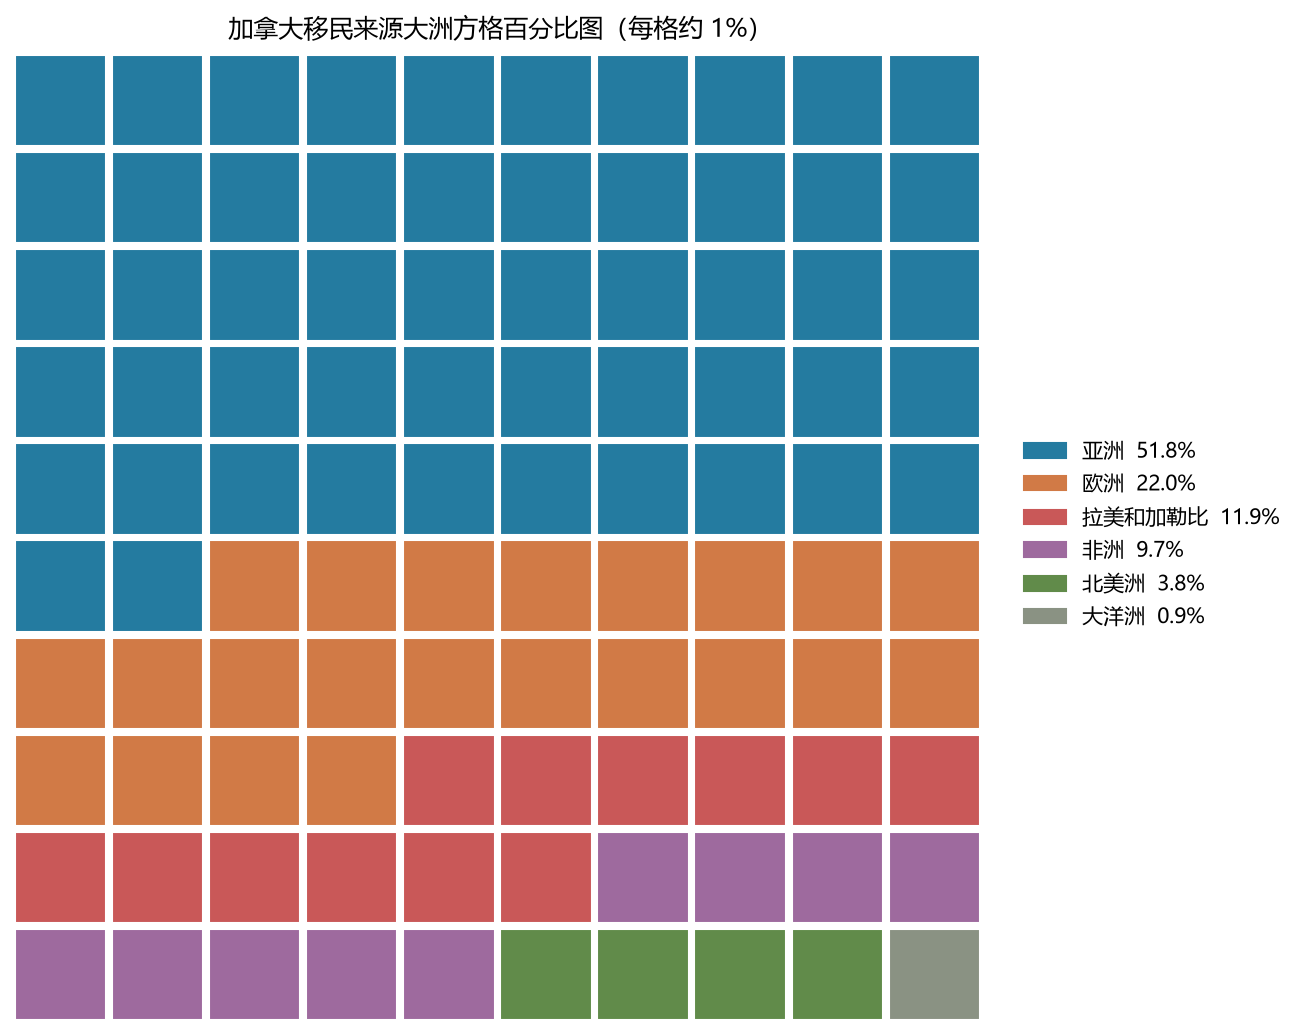 加拿大移民来源大洲方格百分比图（每格约 1%）
亚洲 51.8%
欧洲 22.0%
拉美和加勒比 11.9%
非洲 9.7%
北美洲 3.8%
大洋洲 0.9%